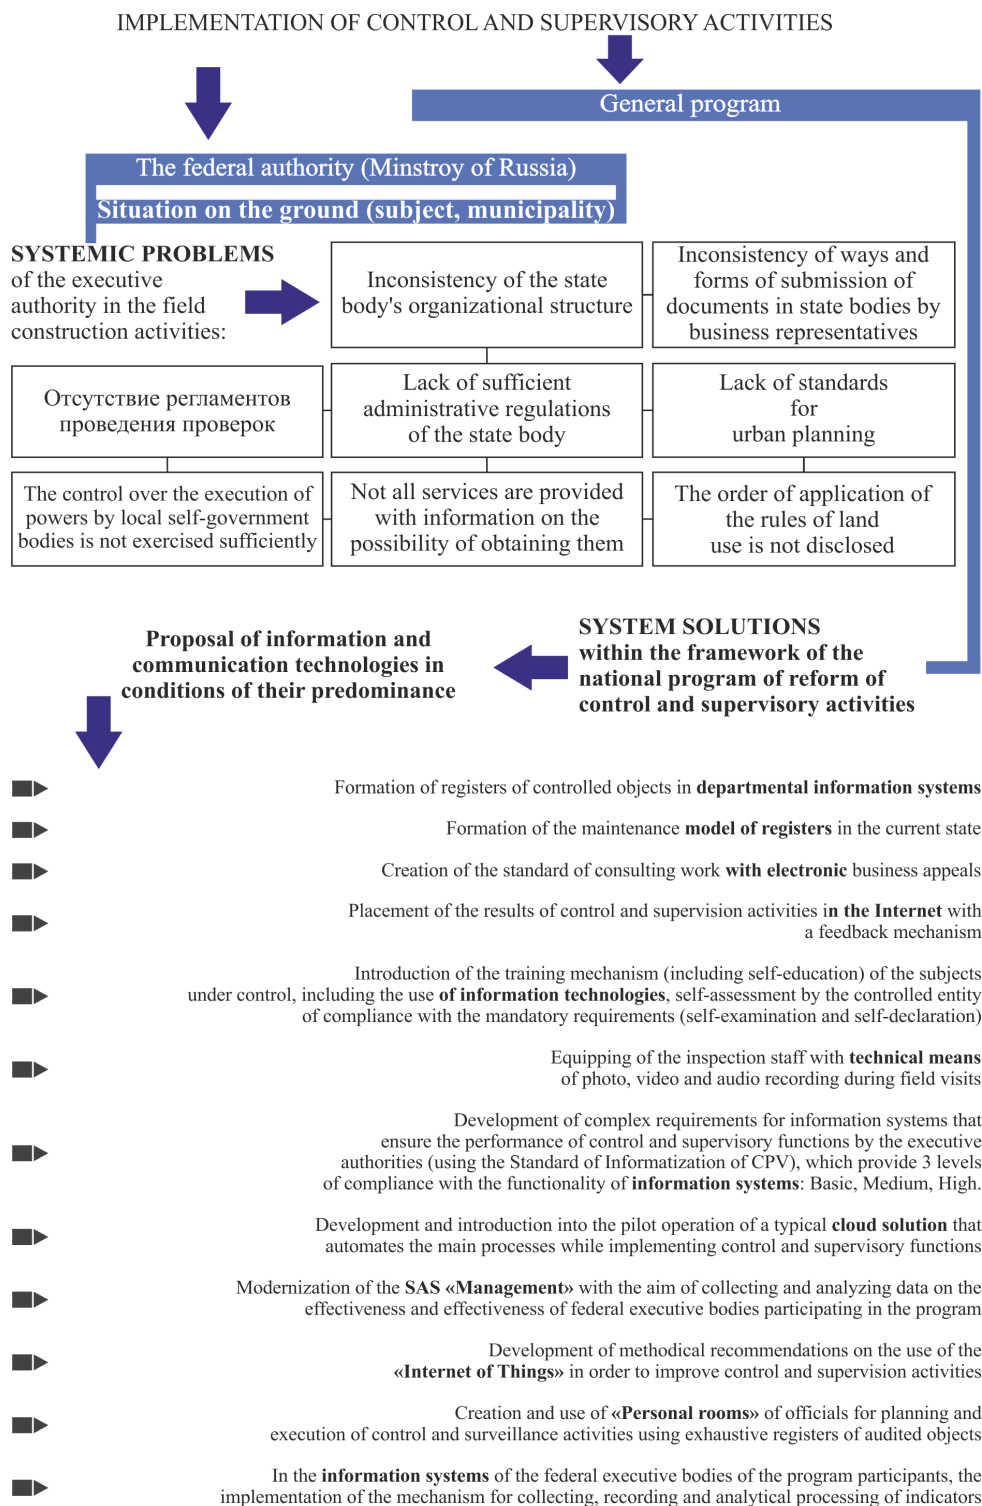 IMPLEMENTATION OF CONTROL AND SUPERVISORY ACTIVITIES
General program
The federal authority (Minstroy of Russia)
Situation on the ground (subject, municipality)
SYSTEMIC PROBLEMS
of the executive
authority in the field
construction activities:
Inconsistency of the state
body's organizational structure
Inconsistency of ways and
forms of submission of
documents in state bodies by
business representatives
Отсутствие регламентов
проведения проверок
Lack of sufficient
administrative regulations
of the state body
Lack of standards
for
urban planning
The control over the execution of
powers by local self-government
bodies is not exercised sufficiently
Not all services are provided
with information on the
possibility of obtaining them
The order of application of
the rules of land
use is not disclosed
SYSTEM SOLUTIONS
within the framework of the
national program of reform of
control and supervisory activities
Proposal of information and
communication technologies in
conditions of their predominance
Formation of registers of controlled objects in departmental information systems
Formation of the maintenance model of registers in the current state
Creation of the standard of consulting work with electronic business appeals
Placement of the results of control and supervision activities in the Internet with
a feedback mechanism
Introduction of the training mechanism (including self-education) of the subjects
under control, including the use of information technologies, self-assessment by the controlled entity
of compliance with the mandatory requirements (self-examination and self-declaration)
Equipping of the inspection staff with technical means
of photo, video and audio recording during field visits
Development of complex requirements for information systems that
ensure the performance of control and supervisory functions by the executive
authorities (using the Standard of Informatization of CPV), which provide 3 levels
of compliance with the functionality of information systems: Basic, Medium, High.
Development and introduction into the pilot operation of a typical cloud solution that
automates the main processes while implementing control and supervisory functions
Modernization of the SAS «Management» with the aim of collecting and analyzing data on the
effectiveness and effectiveness of federal executive bodies participating in the program
Development of methodical recommendations on the use of the
«Internet of Things» in order to improve control and supervision activities
Creation and use of «Personal rooms» of officials for planning and
execution of control and surveillance activities using exhaustive registers of audited objects
In the information systems of the federal executive bodies of the program participants, the
implementation of the mechanism for collecting, recording and analytical processing of indicators